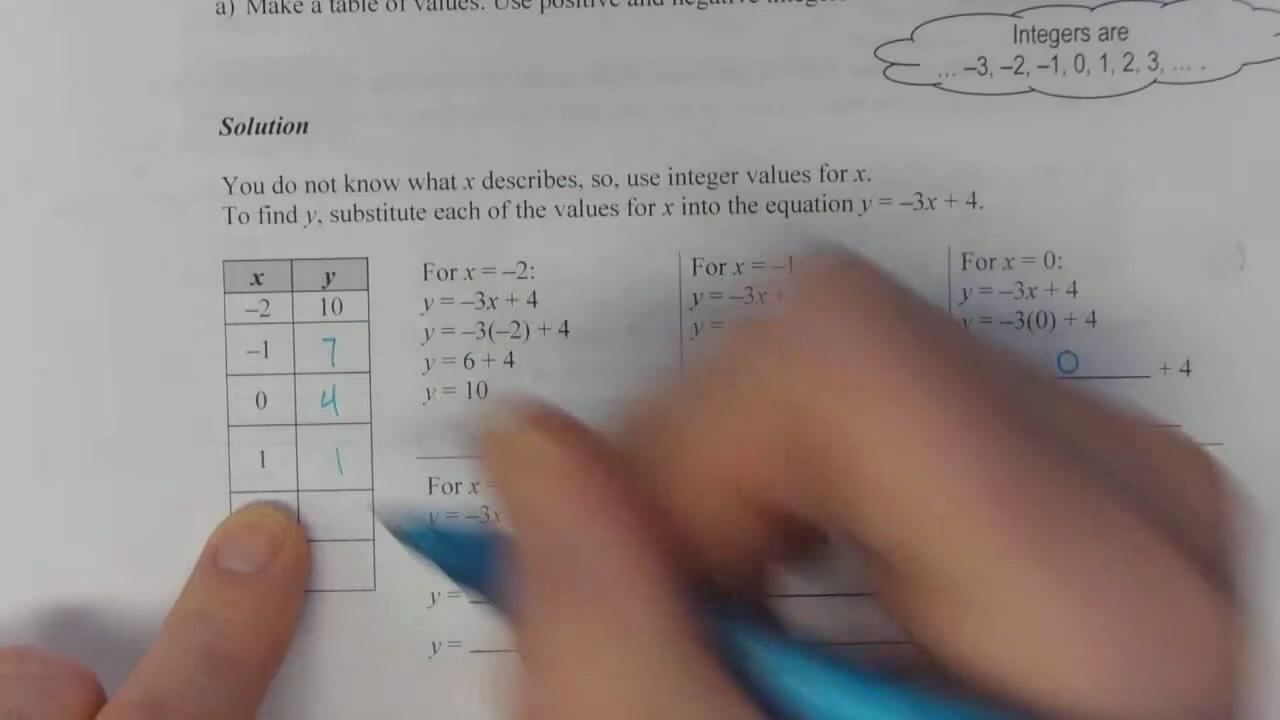 a) Make a table of values. Use positive and negative
Integers are
... –3, –2, –1, 0, 1, 2, 3, ... .
Solution
You do not know what x describes, so, use integer values for x.
To find y, substitute each of the values for x into the equation y = –3x + 4.
x y
–2 10
–1 7
0 4
1 1
For x = –2:
y = –3x + 4
y = –3(–2) + 4
y = 6 + 4
y = 10
For x = –1
y = –3x
y =
For x = 0:
y = –3x + 4
y = –3(0) + 4
0 + 4
For x
y = –3x
y =
y =